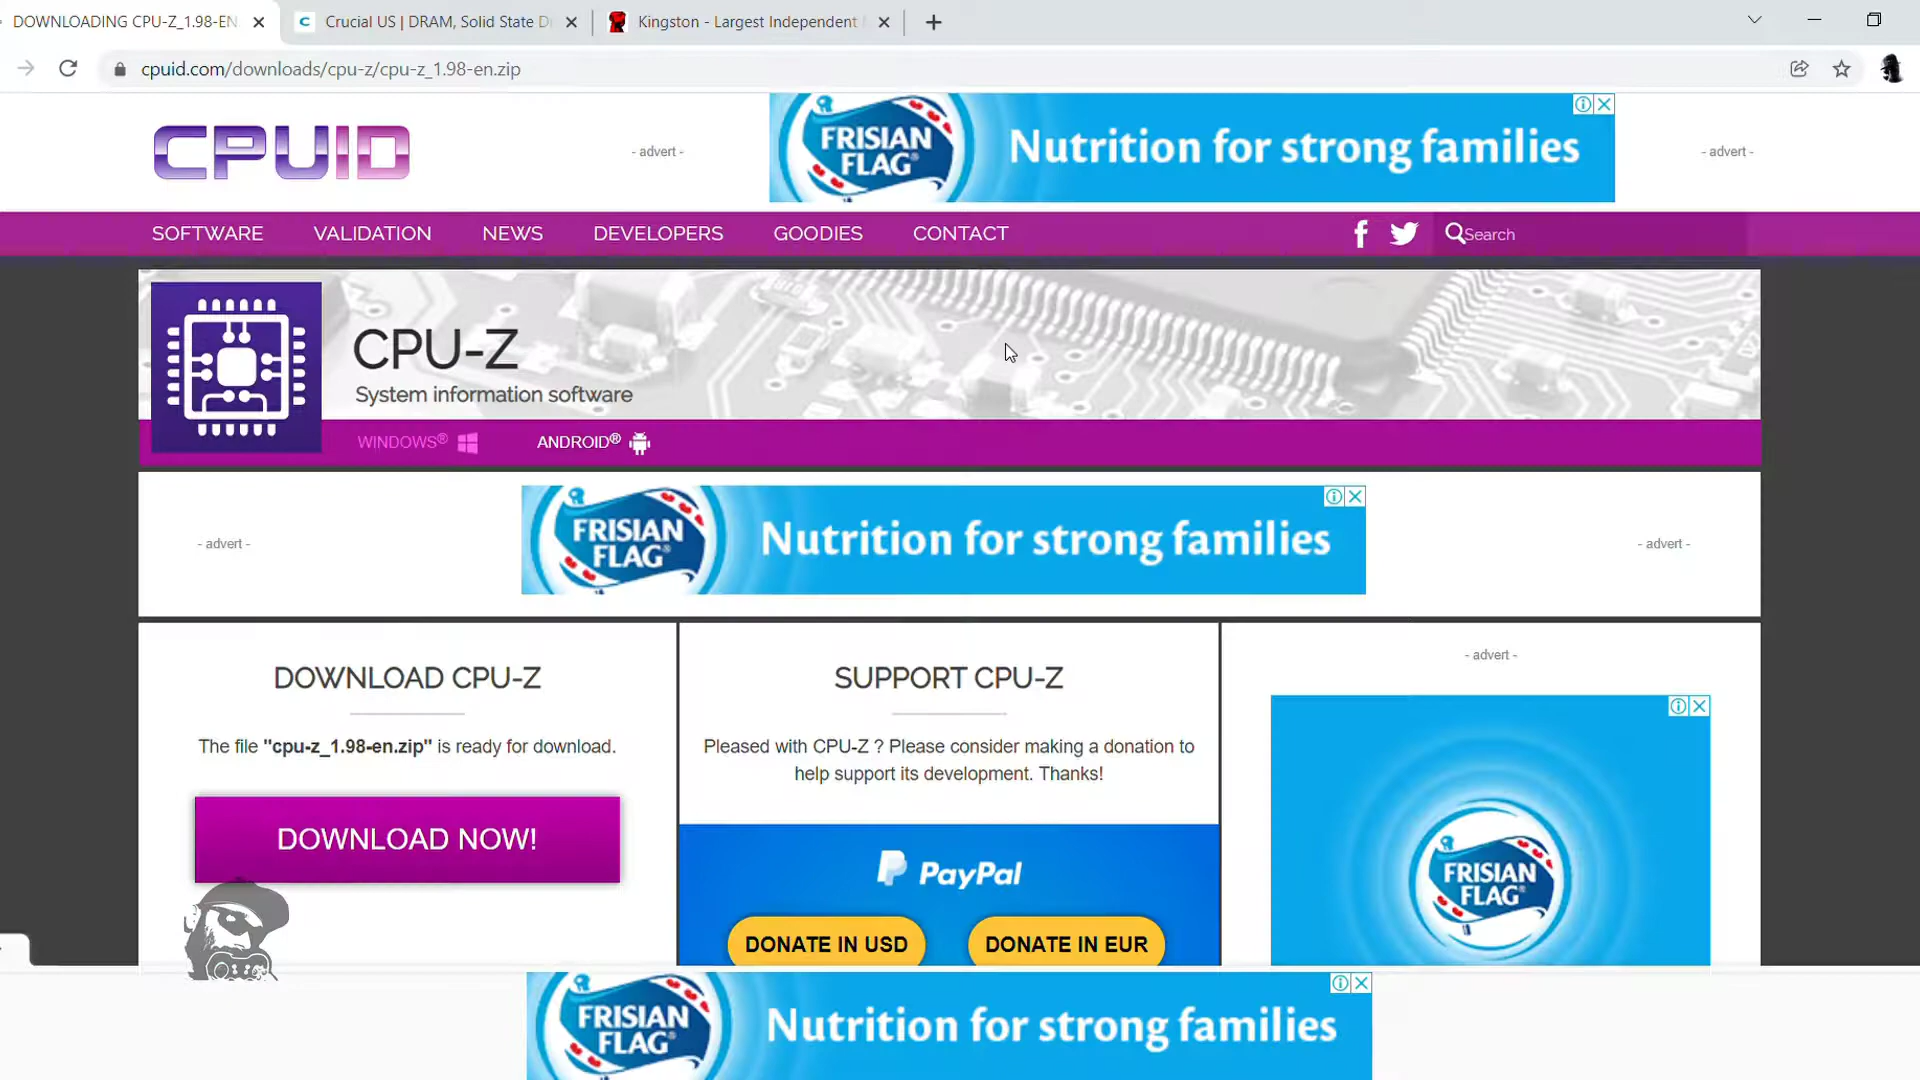 DOWNLOADING CPU-Z_1.98-EN
Crucial US | DRAM, Solid State D
Kingston - Largest Independent
cpuid.com/downloads/cpu-z/cpu-z_1.98-en.zip
CPUID
- advert -
FRISIAN
FLAG®
Nutrition for strong families
- advert -
SOFTWARE
VALIDATION
NEWS
DEVELOPERS
GOODIES
CONTACT
Search
CPU-Z
System information software
WINDOWS®
ANDROID®
- advert -
FRISIAN
FLAG®
Nutrition for strong families
- advert -
DOWNLOAD CPU-Z
The file "cpu-z_1.98-en.zip" is ready for download.
DOWNLOAD NOW!
SUPPORT CPU-Z
Pleased with CPU-Z ? Please consider making a donation to
help support its development. Thanks!
PayPal
DONATE IN USD
DONATE IN EUR
- advert -
FRISIAN
FLAG®
FRISIAN
FLAG®
Nutrition for strong families